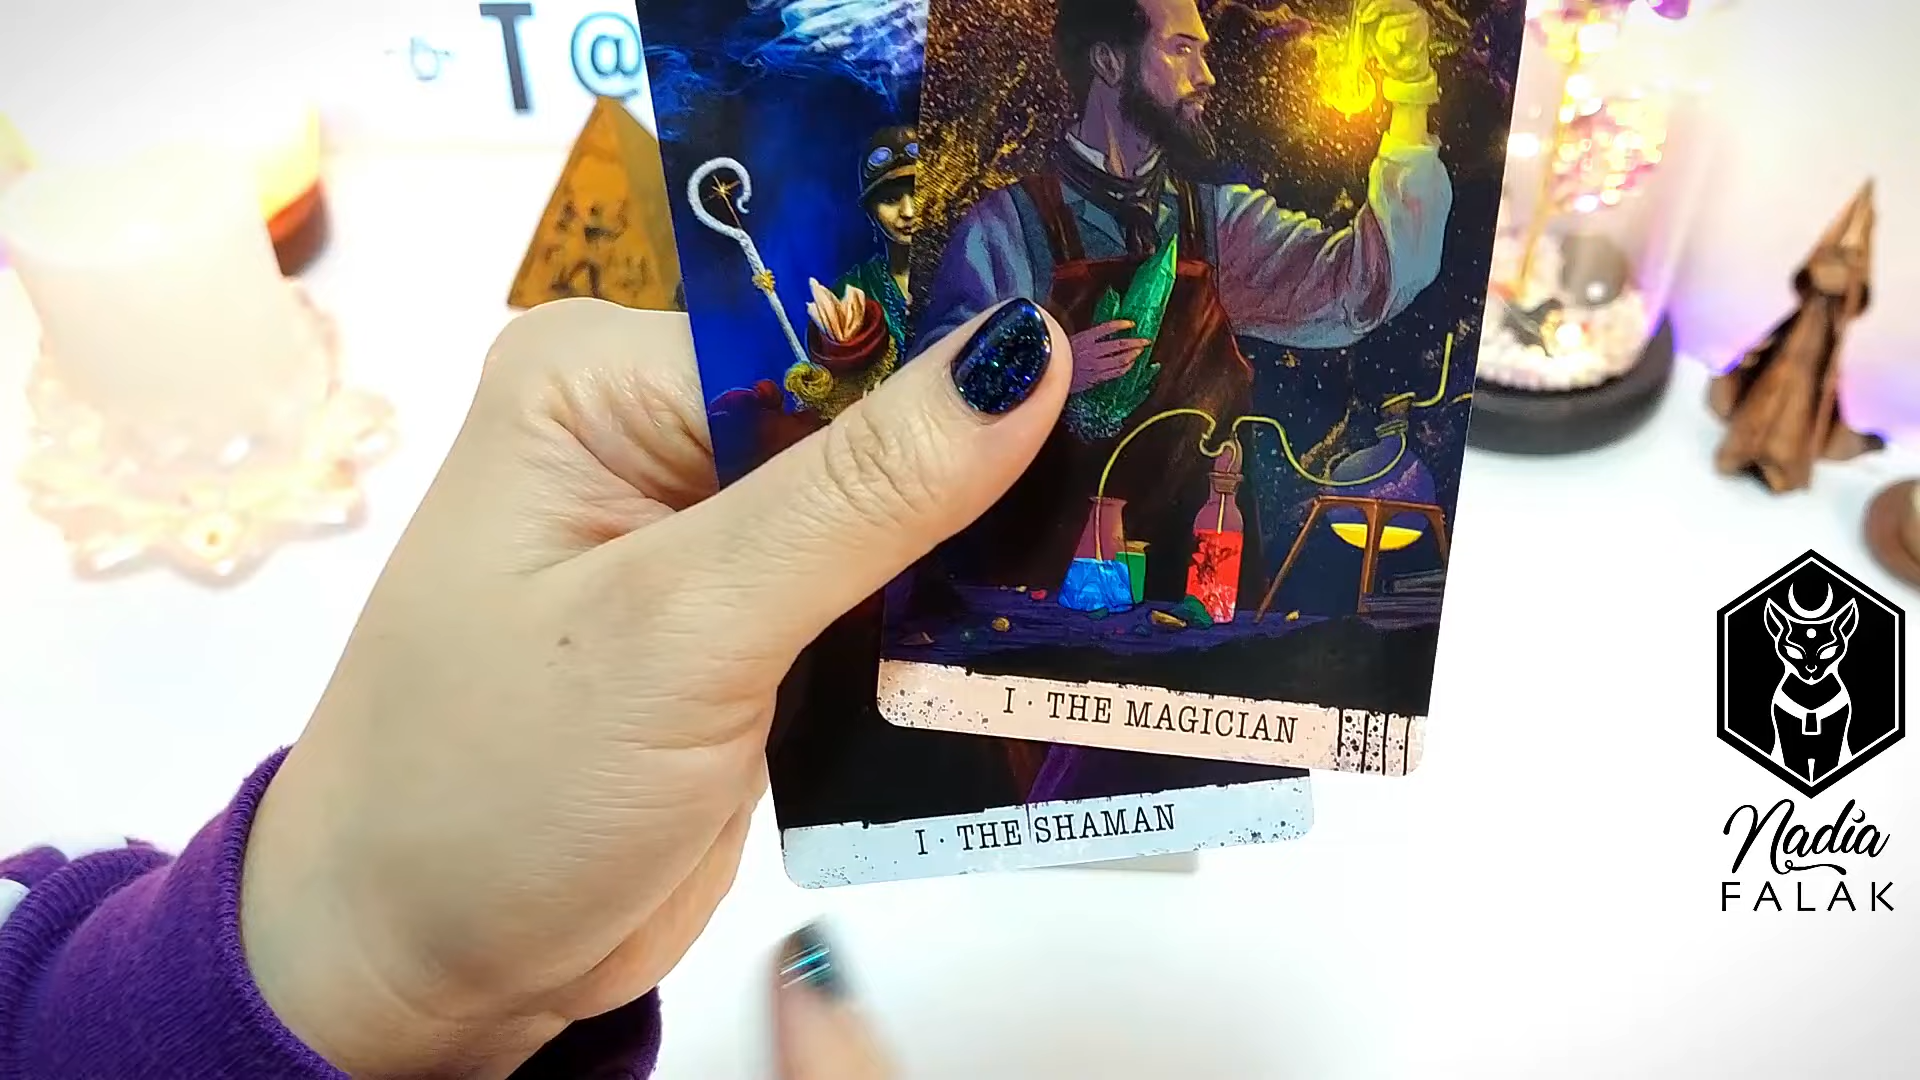 T@
I · THE MAGICIAN
I · THE SHAMAN
Nadia
FALAK